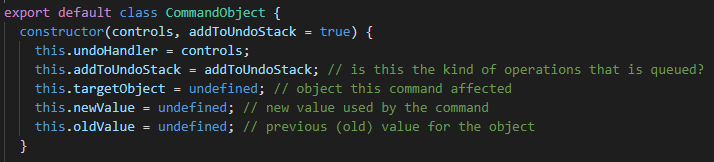 export default class CommandObject {
constructor(controls, addToUndoStack = true) {
this.undoHandler = controls;
this.addToUndoStack = addToUndoStack; // is this the kind of operations that is queued?
this.targetObject = undefined; // object this command affected
this.newValue = undefined; // new value used by the command
this.oldValue = undefined; // previous (old) value for the object
}